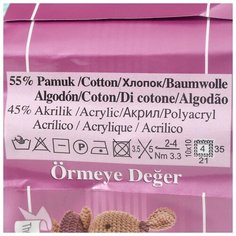 55% Pamuk/Cotton/Хлопок/Baumwolle
Algodón/Coton/Di cotone/Algodão
45% Akrilik/Acrylic/Акрил/Polyacryl
Acrílico/Acrylique/Acrilico
3.5 5 2-4 Nm 3.3 10x10 4 35 21
Örmeye Değer